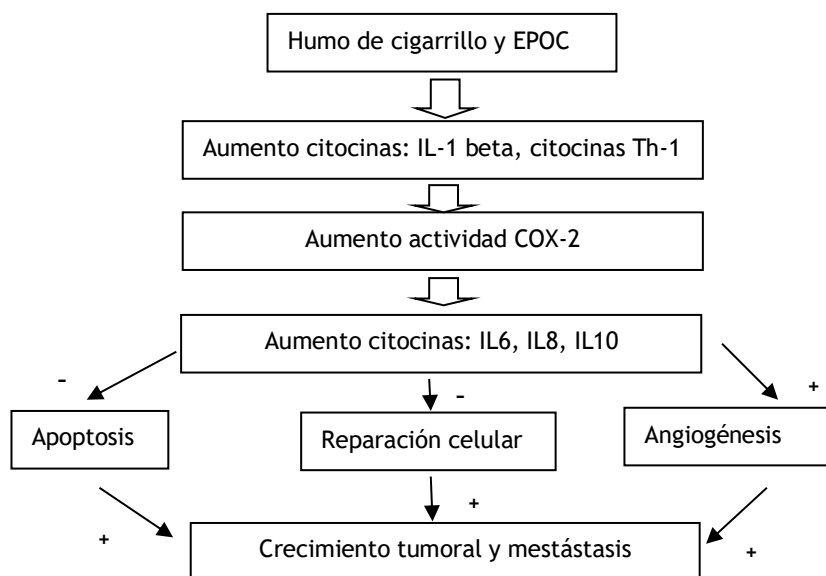 Humo de cigarrillo y EPOC
Aumento citocinas: IL-1 beta, citocinas Th-1
Aumento actividad COX-2
Aumento citocinas: IL6, IL8, IL10
- - +
Apoptosis Reparación celular Angiogénesis
+ + +
Crecimiento tumoral y mestástasis